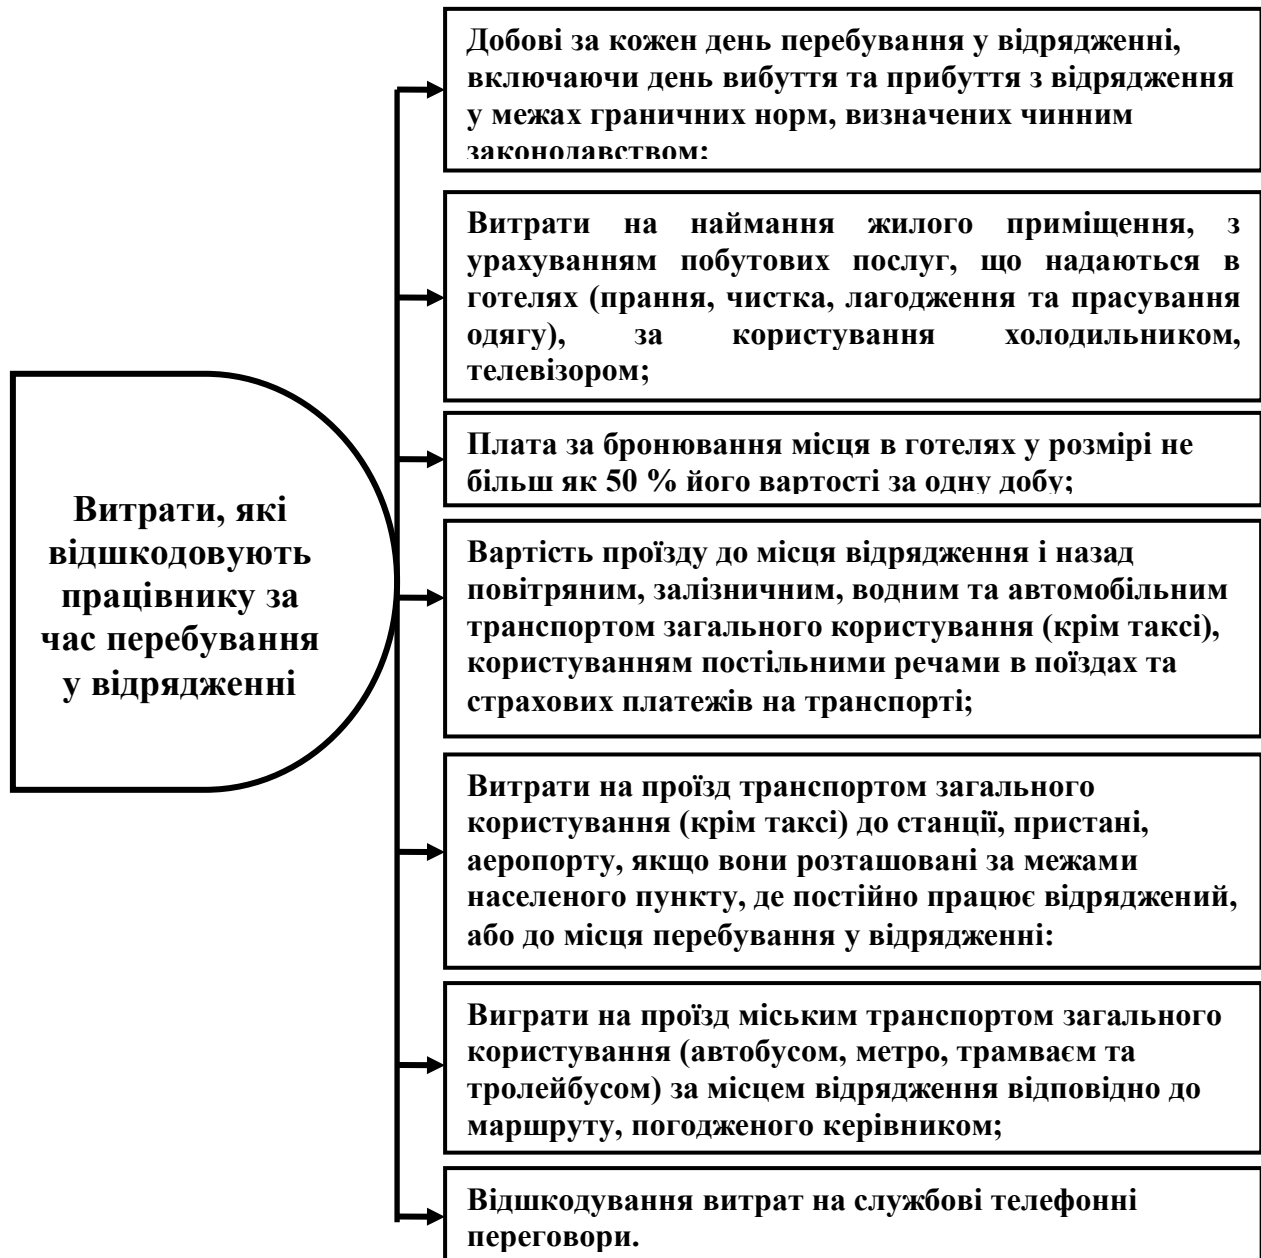 Витрати, які
відшкодовують
працівнику за
час перебування
у відрядженні
Добові за кожен день перебування у відрядженні,
включаючи день вибуття та прибуття з відрядження
у межах граничних норм, визначених чинним
законодавством;
Витрати на наймання жилого приміщення, з
урахуванням побутових послуг, що надаються в
готелях (прання, чистка, лагодження та прасування
одягу), за користування холодильником,
телевізором;
Плата за бронювання місця в готелях у розмірі не
більш як 50 % його вартості за одну добу;
Вартість проїзду до місця відрядження і назад
повітряним, залізничним, водним та автомобільним
транспортом загального користування (крім таксі),
користуванням постільними речами в поїздах та
страхових платежів на транспорті;
Витрати на проїзд транспортом загального
користування (крім таксі) до станції, пристані,
аеропорту, якщо вони розташовані за межами
населеного пункту, де постійно працює відряджений,
або до місця перебування у відрядженні:
Виграти на проїзд міським транспортом загального
користування (автобусом, метро, трамваєм та
тролейбусом) за місцем відрядження відповідно до
маршруту, погодженого керівником;
Відшкодування витрат на службові телефонні
переговори.